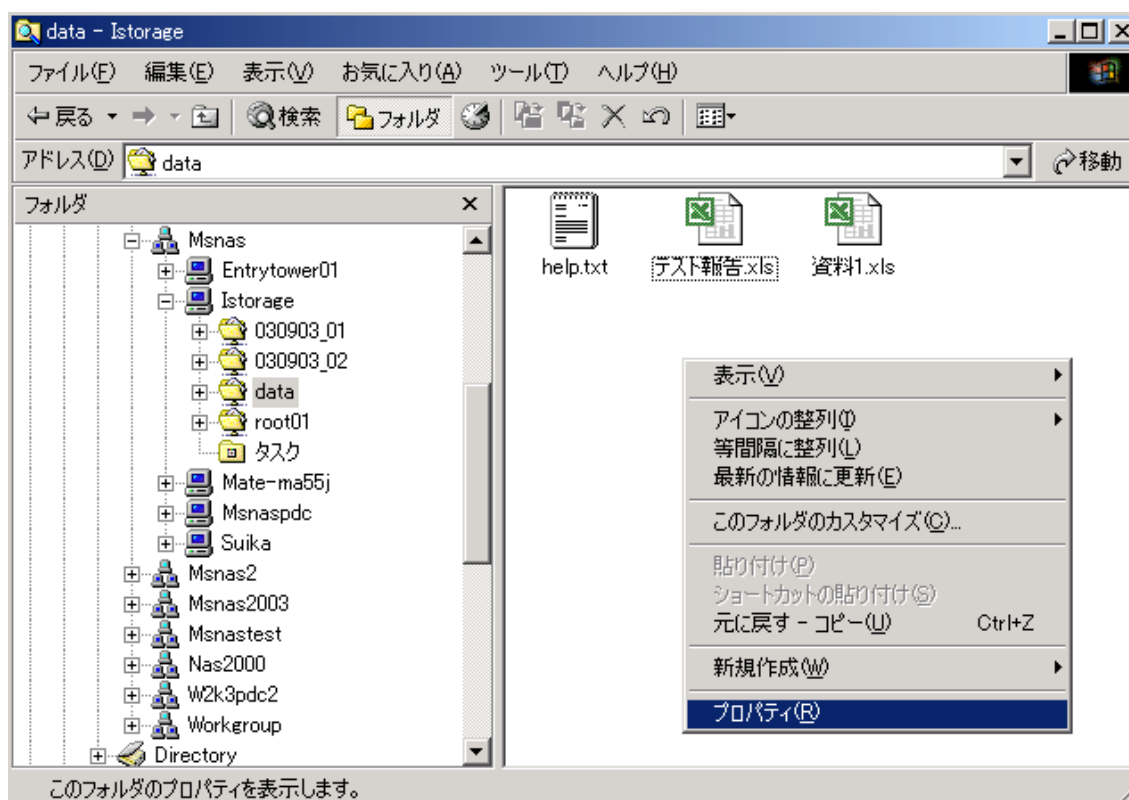 data - Istorage
ファイル(F) 編集(E) 表示(V) お気に入り(A) ツール(T) ヘルプ(H)
戻る 検索 フォルダ
アドレス(D) data 移動
フォルダ
Msnas
Entrytower01
Istorage
030903_01
030903_02
data
root01
タスク
Mate-ma55j
Msnaspdc
Suika
Msnas2
Msnas2003
Msnastest
Nas2000
W2k3pdc2
Workgroup
Directory
help.txt テスト報告.xls 資料1.xls
表示(V)
アイコンの整列(I)
等間隔に整列(L)
最新の情報に更新(E)
このフォルダのカスタマイズ(C)...
貼り付け(P)
ショートカットの貼り付け(S)
元に戻す - コピー(U) Ctrl+Z
新規作成(W)
プロパティ(R)
このフォルダのプロパティを表示します。